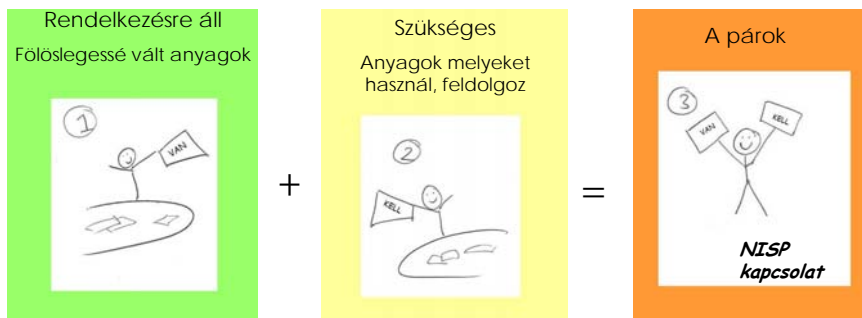 Rendelkezésre áll
Fölöslegessé vált anyagok
1
VAN
+
Szükséges
Anyagok melyeket
használ, feldolgoz
2
KELL
=
A párok
3
VAN
KELL
NISP
kapcsolat